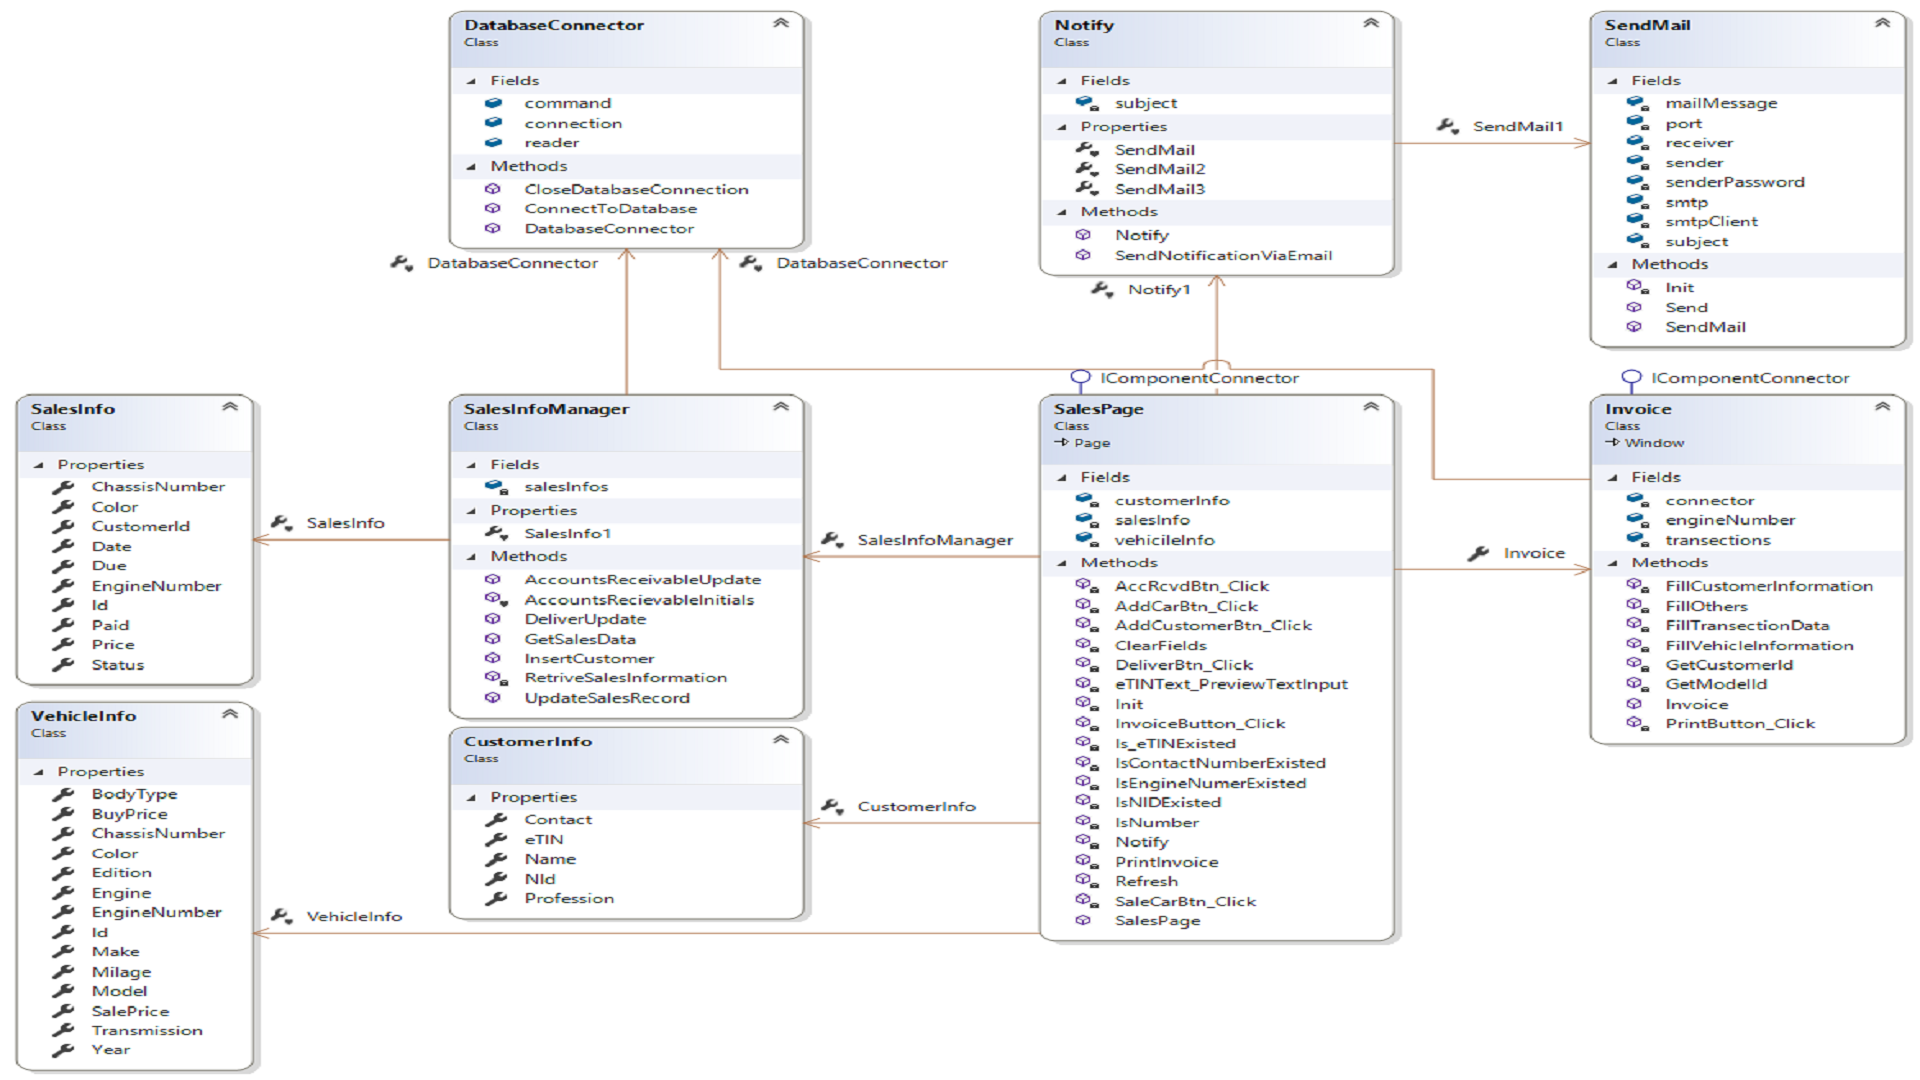 DatabaseConnector
Class
Fields
command
connection
reader
Methods
CloseDatabaseConnection
ConnectToDatabase
DatabaseConnector
Notify
Class
Fields
subject
Properties
SendMail
SendMail2
SendMail3
Methods
Notify
SendNotificationViaEmail
SendMail1
SendMail
Class
Fields
mailMessage
port
receiver
sender
senderPassword
smtp
smtpClient
subject
Methods
Init
Send
SendMail
DatabaseConnector
DatabaseConnector
Notify1
IComponentConnector
IComponentConnector
SalesInfo
Class
Properties
ChassisNumber
Color
CustomerId
Date
Due
EngineNumber
Id
Paid
Price
Status
SalesInfo
SalesInfoManager
Class
Fields
salesInfos
Properties
SalesInfo1
Methods
AccountsReceivableUpdate
AccountsRecievableInitials
DeliverUpdate
GetSalesData
InsertCustomer
RetriveSalesInformation
UpdateSalesRecord
SalesInfoManager
SalesPage
Class
Page
Fields
customerInfo
salesInfo
vehicileInfo
Methods
AccRcvdBtn_Click
AddCarBtn_Click
AddCustomerBtn_Click
ClearFields
DeliverBtn_Click
eTINText_PreviewTextInput
Init
InvoiceButton_Click
Is_eTINExisted
IsContactNumberExisted
IsEngineNumerExisted
IsNIDExisted
IsNumber
Notify
PrintInvoice
Refresh
SaleCarBtn_Click
SalesPage
Invoice
Invoice
Class
Window
Fields
connector
engineNumber
transections
Methods
FillCustomerInformation
FillOthers
FillTransectionData
FillVehicleInformation
GetCustomerId
GetModelId
Invoice
PrintButton_Click
VehicleInfo
Class
Properties
BodyType
BuyPrice
ChassisNumber
Color
Edition
Engine
EngineNumber
Id
Make
Milage
Model
SalePrice
Transmission
Year
VehicleInfo
CustomerInfo
Class
Properties
Contact
eTIN
Name
NId
Profession
CustomerInfo